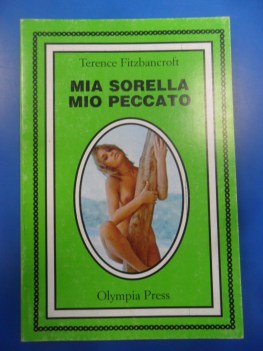 Terence Fitzbancroft
MIA SORELLA
MIO PECCATO
Olympia Press